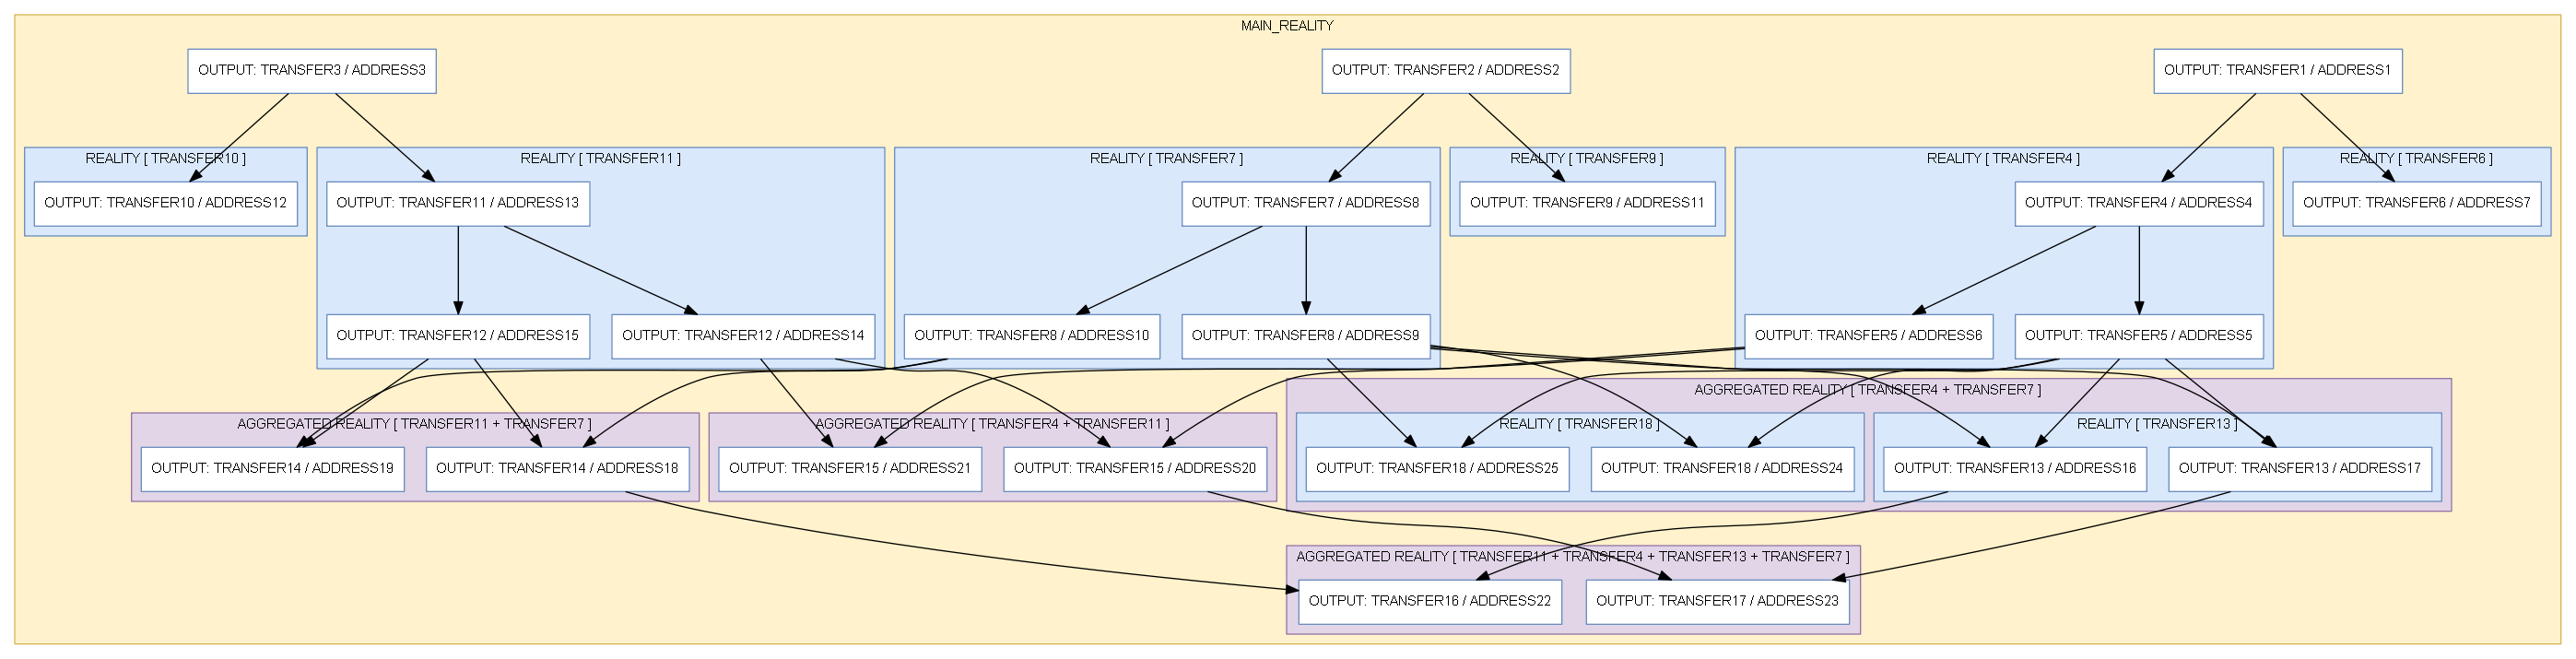 MAIN_REALITY
OUTPUT: TRANSFER3 / ADDRESS3
OUTPUT: TRANSFER2 / ADDRESS2
OUTPUT: TRANSFER1 / ADDRESS1
REALITY [ TRANSFER10 ]
REALITY [ TRANSFER11 ]
REALITY [ TRANSFER7 ]
REALITY [ TRANSFER9 ]
REALITY [ TRANSFER4 ]
REALITY [ TRANSFER6 ]
OUTPUT: TRANSFER10 / ADDRESS12
OUTPUT: TRANSFER11 / ADDRESS13
OUTPUT: TRANSFER7 / ADDRESS8
OUTPUT: TRANSFER9 / ADDRESS11
OUTPUT: TRANSFER4 / ADDRESS4
OUTPUT: TRANSFER6 / ADDRESS7
OUTPUT: TRANSFER12 / ADDRESS15
OUTPUT: TRANSFER12 / ADDRESS14
OUTPUT: TRANSFER8 / ADDRESS10
OUTPUT: TRANSFER8 / ADDRESS9
OUTPUT: TRANSFER5 / ADDRESS6
OUTPUT: TRANSFER5 / ADDRESS5
AGGREGATED REALITY [ TRANSFER4 + TRANSFER7 ]
AGGREGATED REALITY [ TRANSFER11 + TRANSFER7 ]
AGGREGATED REALITY [ TRANSFER4 + TRANSFER11 ]
REALITY [ TRANSFER18 ]
REALITY [ TRANSFER13 ]
OUTPUT: TRANSFER14 / ADDRESS19
OUTPUT: TRANSFER14 / ADDRESS18
OUTPUT: TRANSFER15 / ADDRESS21
OUTPUT: TRANSFER15 / ADDRESS20
OUTPUT: TRANSFER18 / ADDRESS25
OUTPUT: TRANSFER18 / ADDRESS24
OUTPUT: TRANSFER13 / ADDRESS16
OUTPUT: TRANSFER13 / ADDRESS17
AGGREGATED REALITY [ TRANSFER11 + TRANSFER4 + TRANSFER13 + TRANSFER7 ]
OUTPUT: TRANSFER16 / ADDRESS22
OUTPUT: TRANSFER17 / ADDRESS23